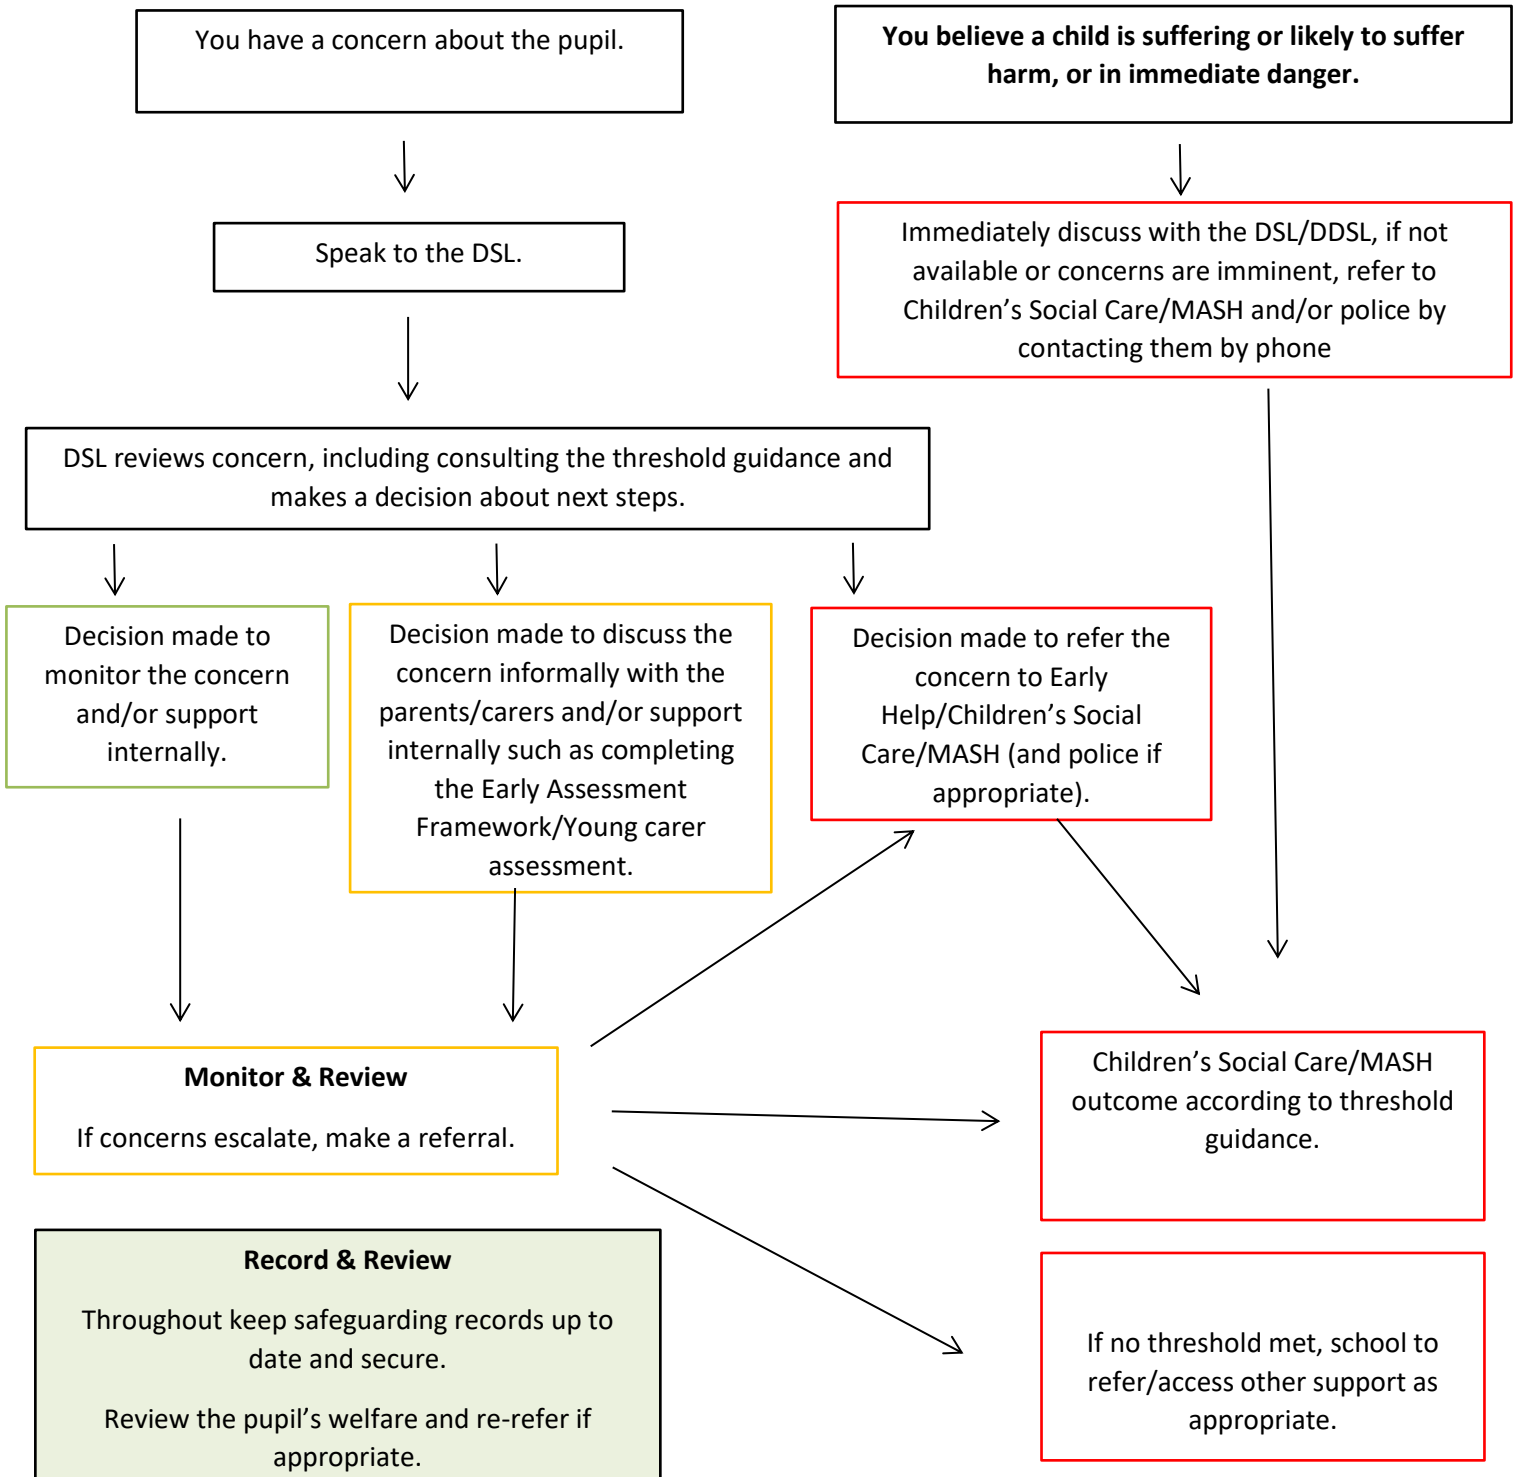 You have a concern about the pupil.
You believe a child is suffering or likely to suffer
harm, or in immediate danger.
Speak to the DSL.
Immediately discuss with the DSL/DDSL, if not
available or concerns are imminent, refer to
Children’s Social Care/MASH and/or police by
contacting them by phone
DSL reviews concern, including consulting the threshold guidance and
makes a decision about next steps.
Decision made to
monitor the concern
and/or support
internally.
Decision made to discuss the
concern informally with the
parents/carers and/or support
internally such as completing
the Early Assessment
Framework/Young carer
assessment.
Decision made to refer the
concern to Early
Help/Children’s Social
Care/MASH (and police if
appropriate).
Monitor & Review
If concerns escalate, make a referral.
Children’s Social Care/MASH
outcome according to threshold
guidance.
Record & Review
Throughout keep safeguarding records up to
date and secure.
Review the pupil’s welfare and re-refer if
appropriate.
If no threshold met, school to
refer/access other support as
appropriate.